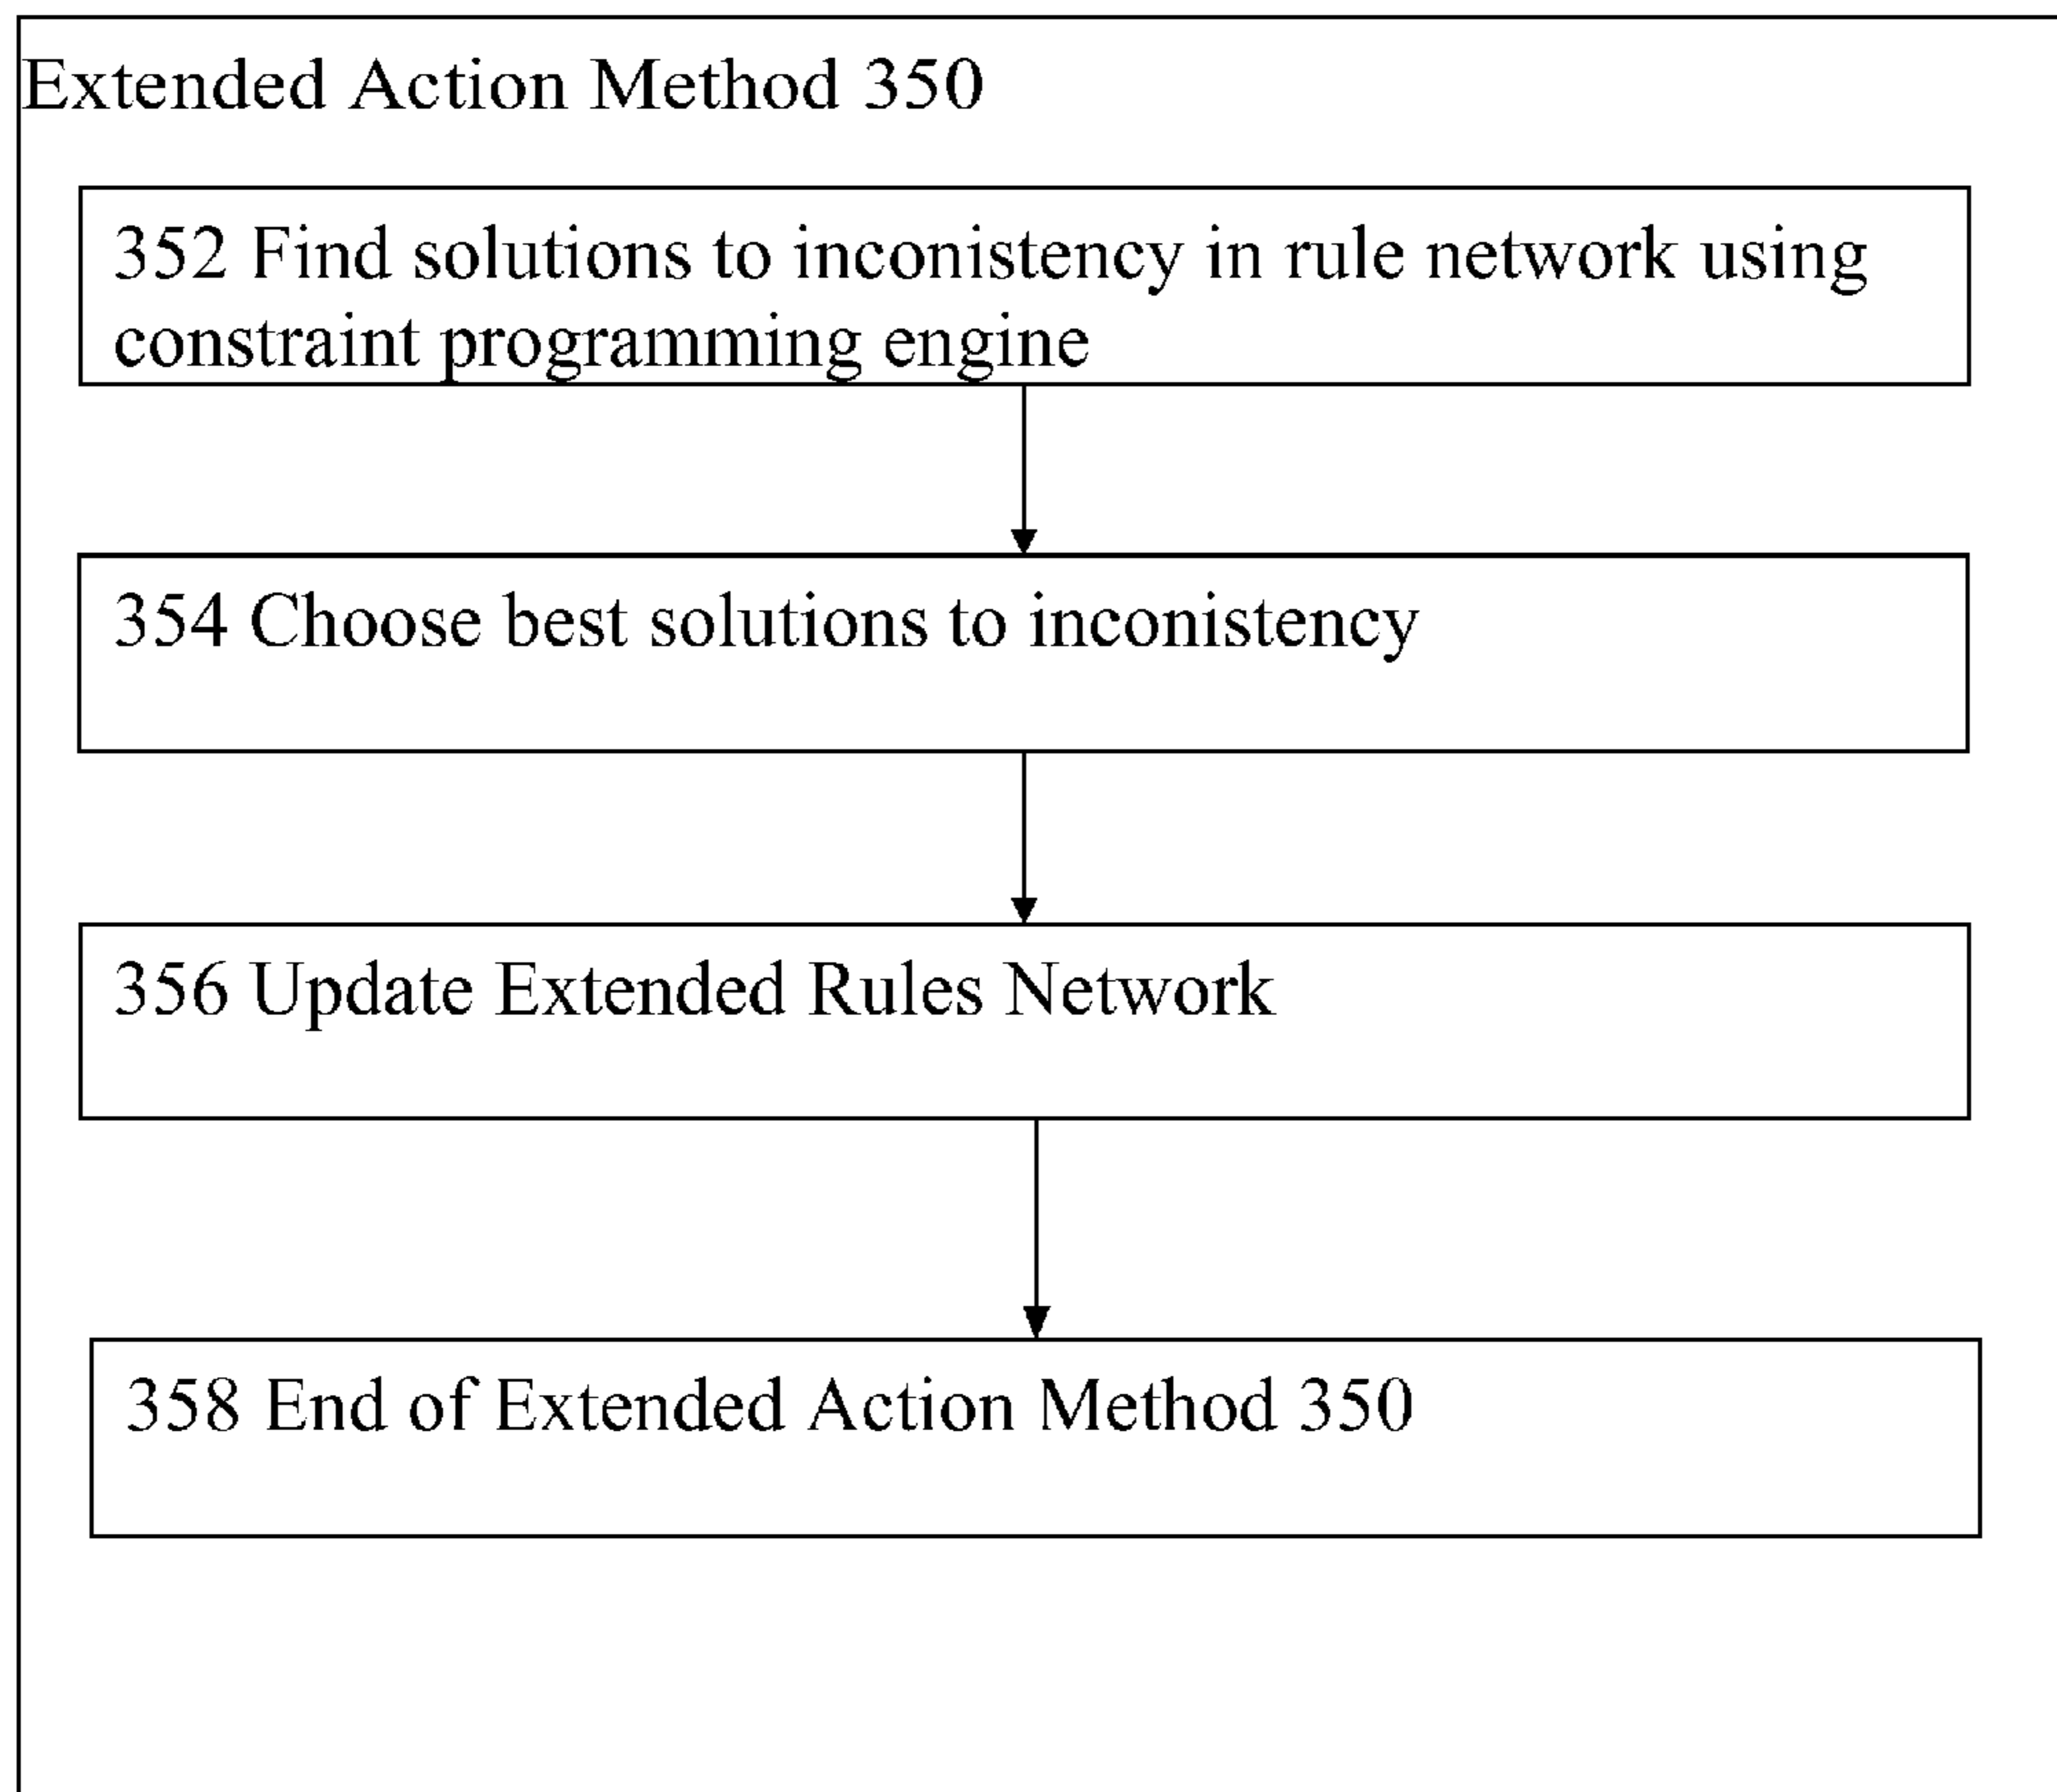 Extended Action Method 350
352 Find solutions to inconistency in rule network using
constraint programming engine
354 Choose best solutions to inconistency
356 Update Extended Rules Network
358 End of Extended Action Method 350